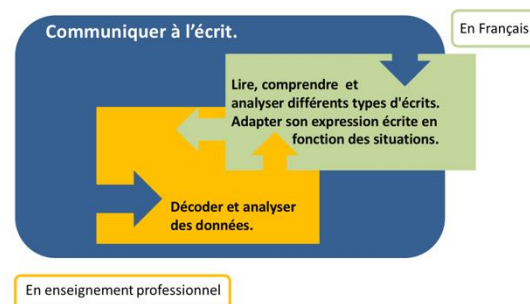 Communiquer à l'écrit.
En Français
Lire, comprendre et
analyser différents types d'écrits.
Adapter son expression écrite en
fonction des situations.
Décoder et analyser
des données.
En enseignement professionnel